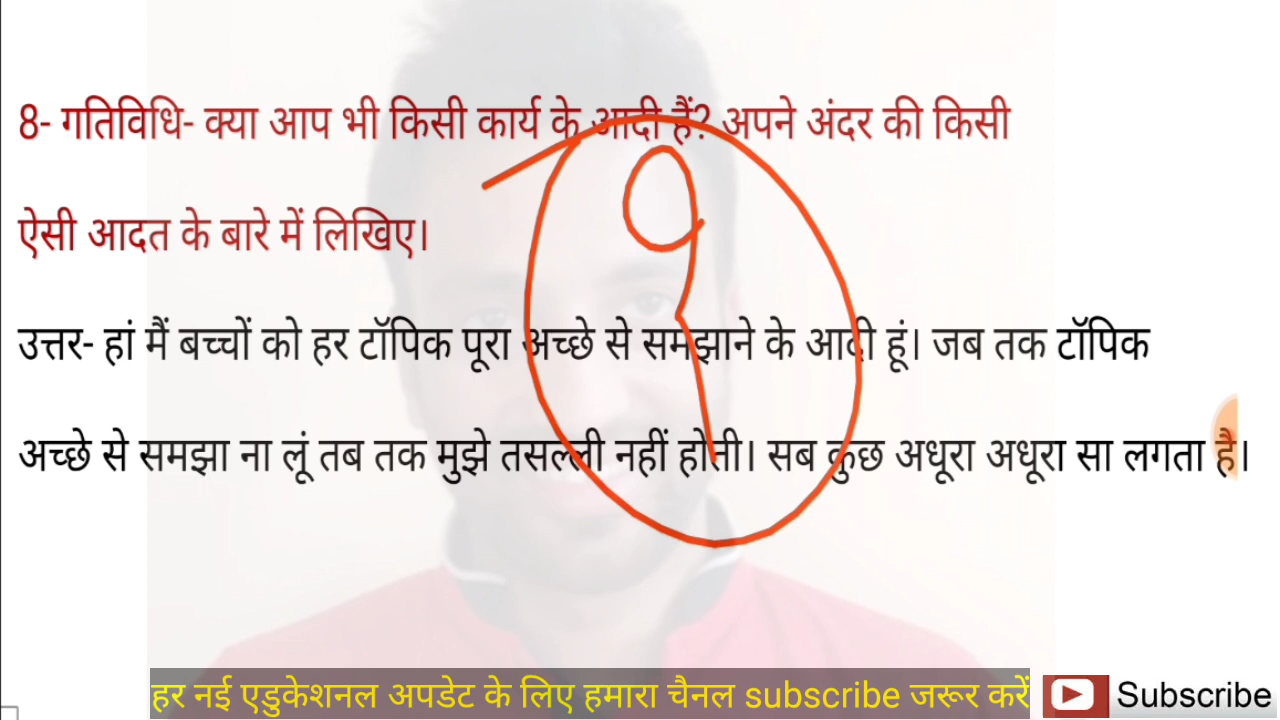 8- गतिविधि- क्या आप भी किसी कार्य के आदी हैं? अपने अंदर की किसी
ऐसी आदत के बारे में लिखिए।
उत्तर- हां मैं बच्चों को हर टॉपिक पूरा अच्छे से समझाने के आदी हूं। जब तक टॉपिक
अच्छे से समझा ना लूं तब तक मुझे तसल्ली नहीं होती। सब कुछ अधूरा अधूरा सा लगता है।
हर नई एडुकेशनल अपडेट के लिए हमारा चैनल subscribe जरूर करें
Subscribe